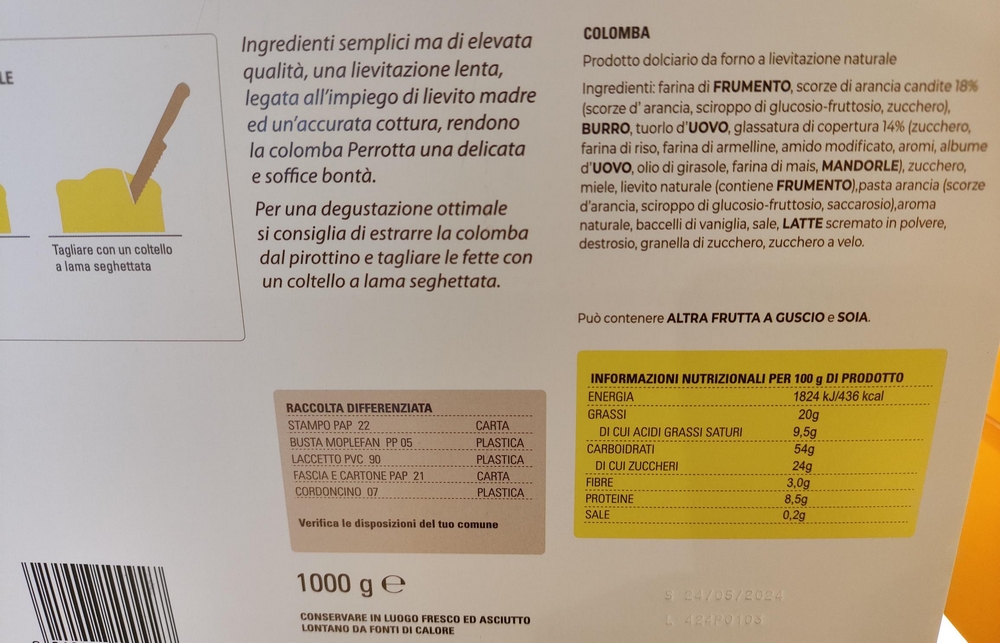 LE
Tagliare con un coltello
a lama seghettata
Ingredienti semplici ma di elevata
qualità, una lievitazione lenta,
legata all'impiego di lievito madre
ed un'accurata cottura, rendono
la colomba Perrotta una delicata
e soffice bontà.
Per una degustazione ottimale
si consiglia di estrarre la colomba
dal pirottino e tagliare le fette con
un coltello a lama seghettata.
COLOMBA
Prodotto dolciario da forno a lievitazione naturale
Ingredienti: farina di FRUMENTO, scorze di arancia candite 18%
(scorze d' arancia, sciroppo di glucosio-fruttosio, zucchero),
BURRO, tuorlo d'UOVO, glassatura di copertura 14% (zucchero,
farina di riso, farina di armelline, amido modificato, aromi, albume
d'UOVO, olio di girasole, farina di mais, MANDORLE), zucchero,
miele, lievito naturale (contiene FRUMENTO),pasta arancia (scorze
d'arancia, sciroppo di glucosio-fruttosio, saccarosio),aroma
naturale, baccelli di vaniglia, sale, LATTE scremato in polvere,
destrosio, granella di zucchero, zucchero a velo.
Può contenere ALTRA FRUTTA A GUSCIO e SOIA.
INFORMAZIONI NUTRIZIONALI PER 100 g DI PRODOTTO
ENERGIA 1824 kJ/436 kcal
GRASSI 20g
DI CUI ACIDI GRASSI SATURI 9,5g
CARBOIDRATI 54g
DI CUI ZUCCHERI 24g
FIBRE 3,0g
PROTEINE 8,5g
SALE 0,2g
RACCOLTA DIFFERENZIATA
STAMPO PAP 22 CARTA
BUSTA MOPLEFAN PP 05 PLASTICA
LACCETTO PVC 90 PLASTICA
FASCIA E CARTONE PAP 21 CARTA
CORDONCINO 07 PLASTICA
Verifica le disposizioni del tuo comune
1000 g e
CONSERVARE IN LUOGO FRESCO ED ASCIUTTO
LONTANO DA FONTI DI CALORE
S 24/05/2024
L 424P0103